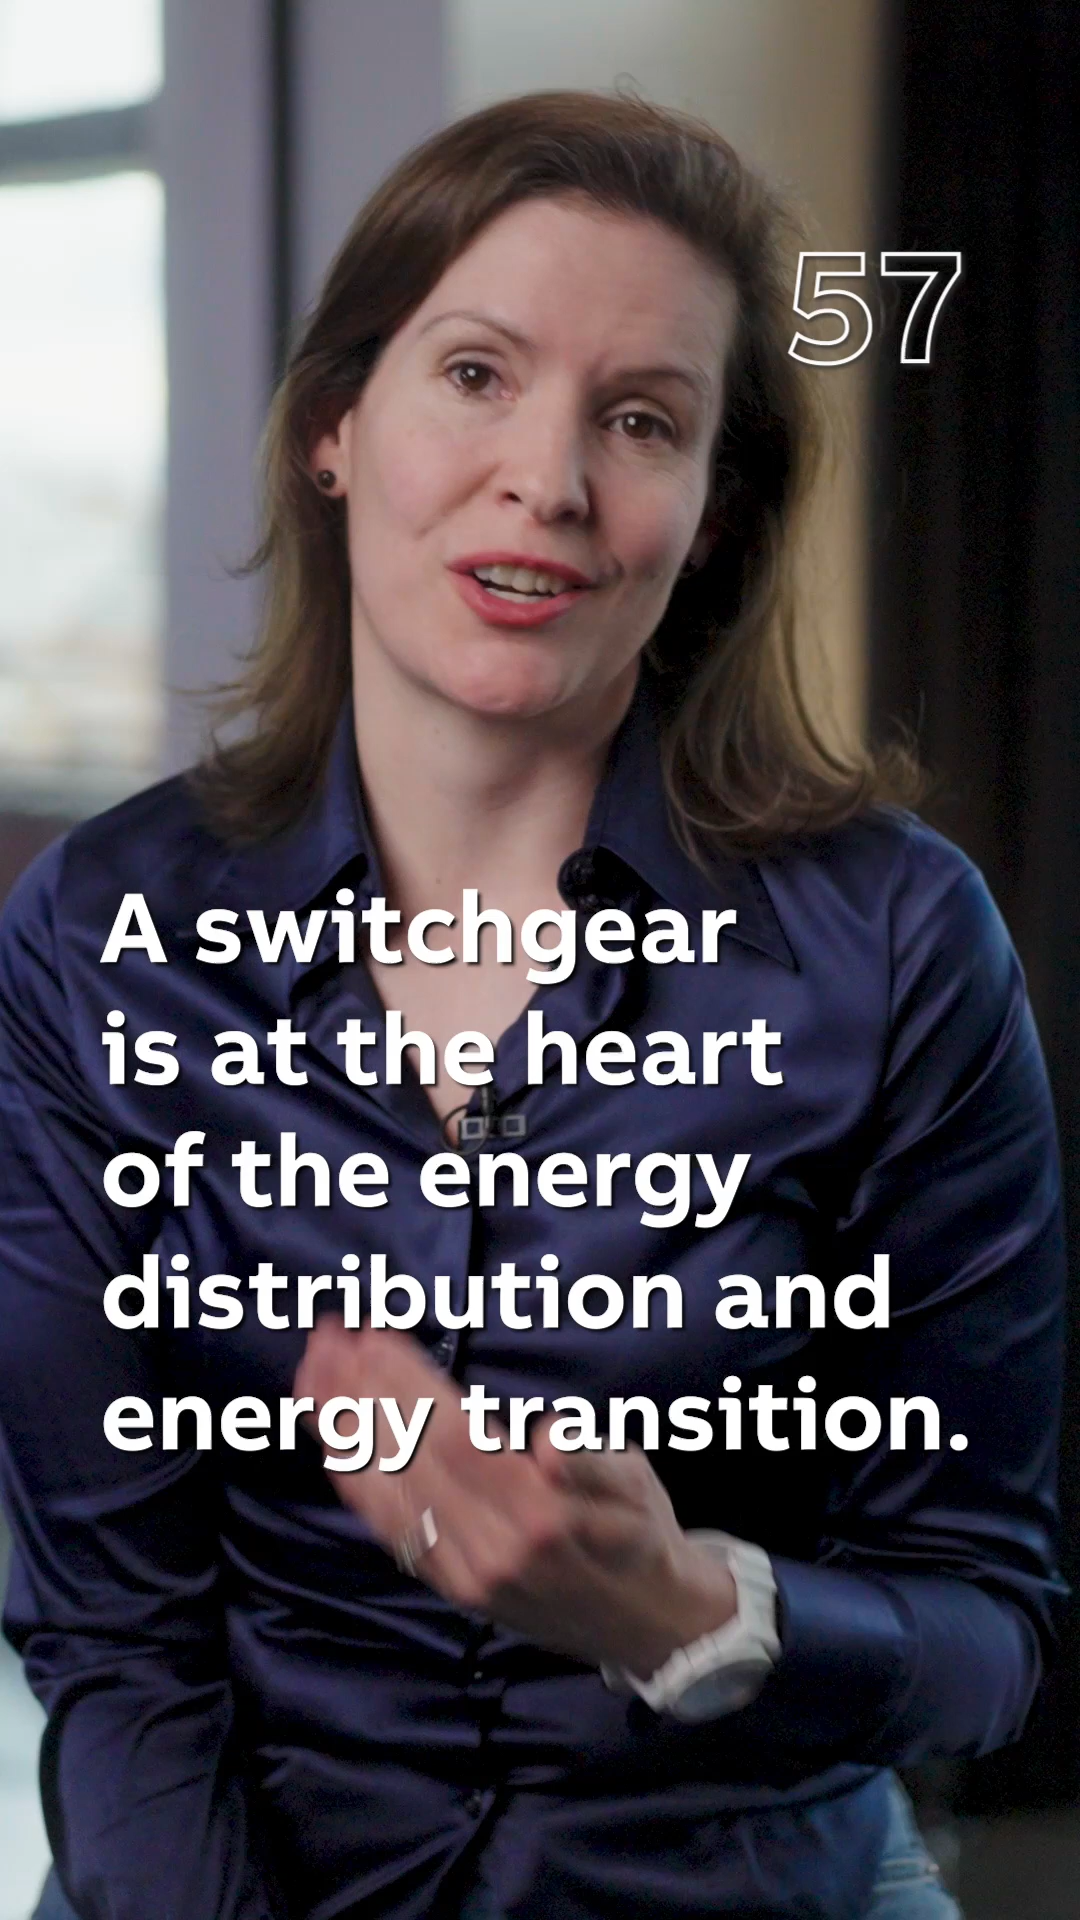 57
A switchgear
is at the heart
of the energy
distribution and
energy transition.